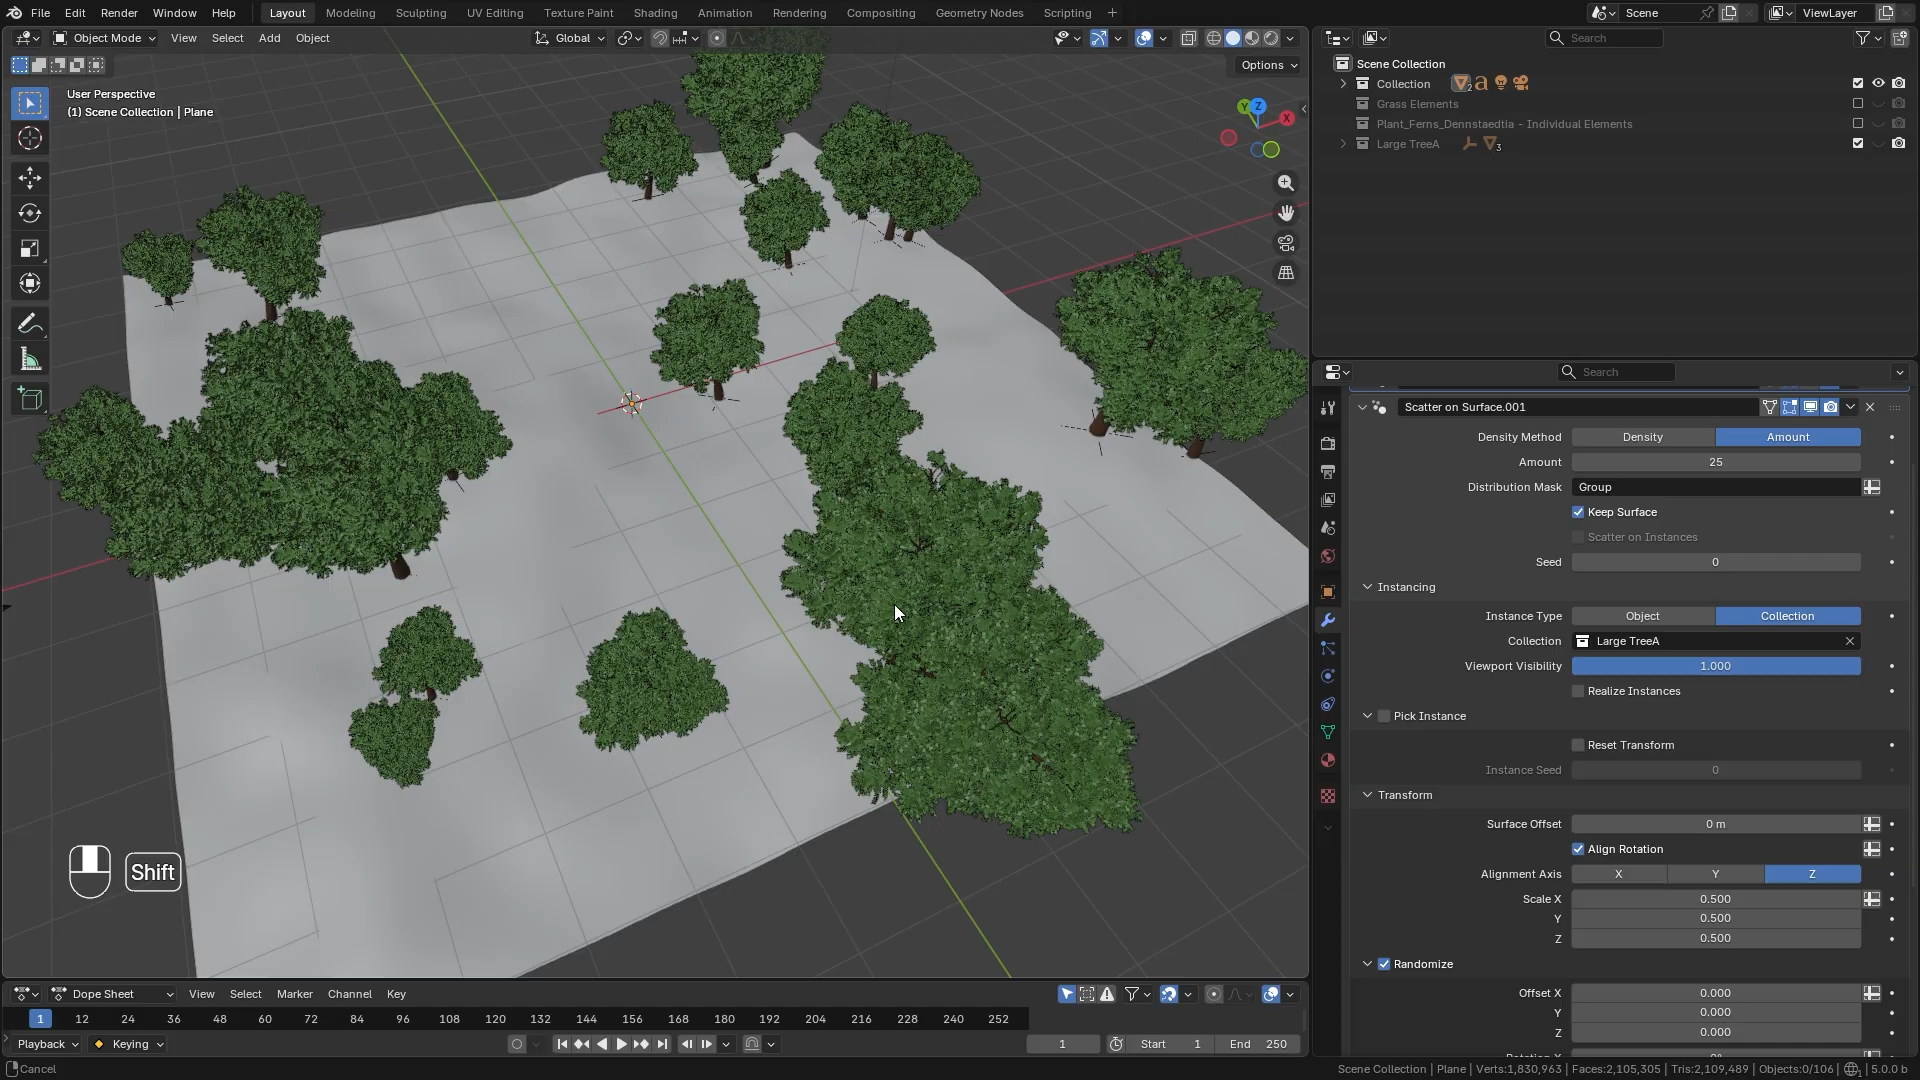 File Edit Render Window Help Layout Modeling Sculpting UV Editing Texture Paint Shading Animation Rendering Compositing Geometry Nodes Scripting + Scene ViewLayer
Object Mode View Select Add Object Global Search
Options
User Perspective
(1) Scene Collection | Plane
Y Z X
Scene Collection
Collection 2 a
Grass Elements
Plant_Ferns_Dennstaedtia - Individual Elements
Large TreeA 3
Search
Scatter on Surface.001
Density Method Density Amount
Amount 25
Distribution Mask Group
Keep Surface
Scatter on Instances
Seed 0
Instancing
Instance Type Object Collection
Collection Large TreeA
Viewport Visibility 1.000
Realize Instances
Pick Instance
Reset Transform
Instance Seed 0
Transform
Surface Offset 0 m
Align Rotation
Alignment Axis X Y Z
Scale X 0.500
Y 0.500
Z 0.500
Randomize
Offset X 0.000
Y 0.000
Z 0.000
Shift
Dope Sheet View Select Marker Channel Key
1 12 24 36 48 60 72 84 96 108 120 132 144 156 168 180 192 204 216 228 240 252
Playback Keying 1 Start 1 End 250
Cancel
Scene Collection | Plane | Verts:1,830,963 | Faces:2,105,305 | Tris:2,109,489 | Objects:0/106 | 5.0.0 b